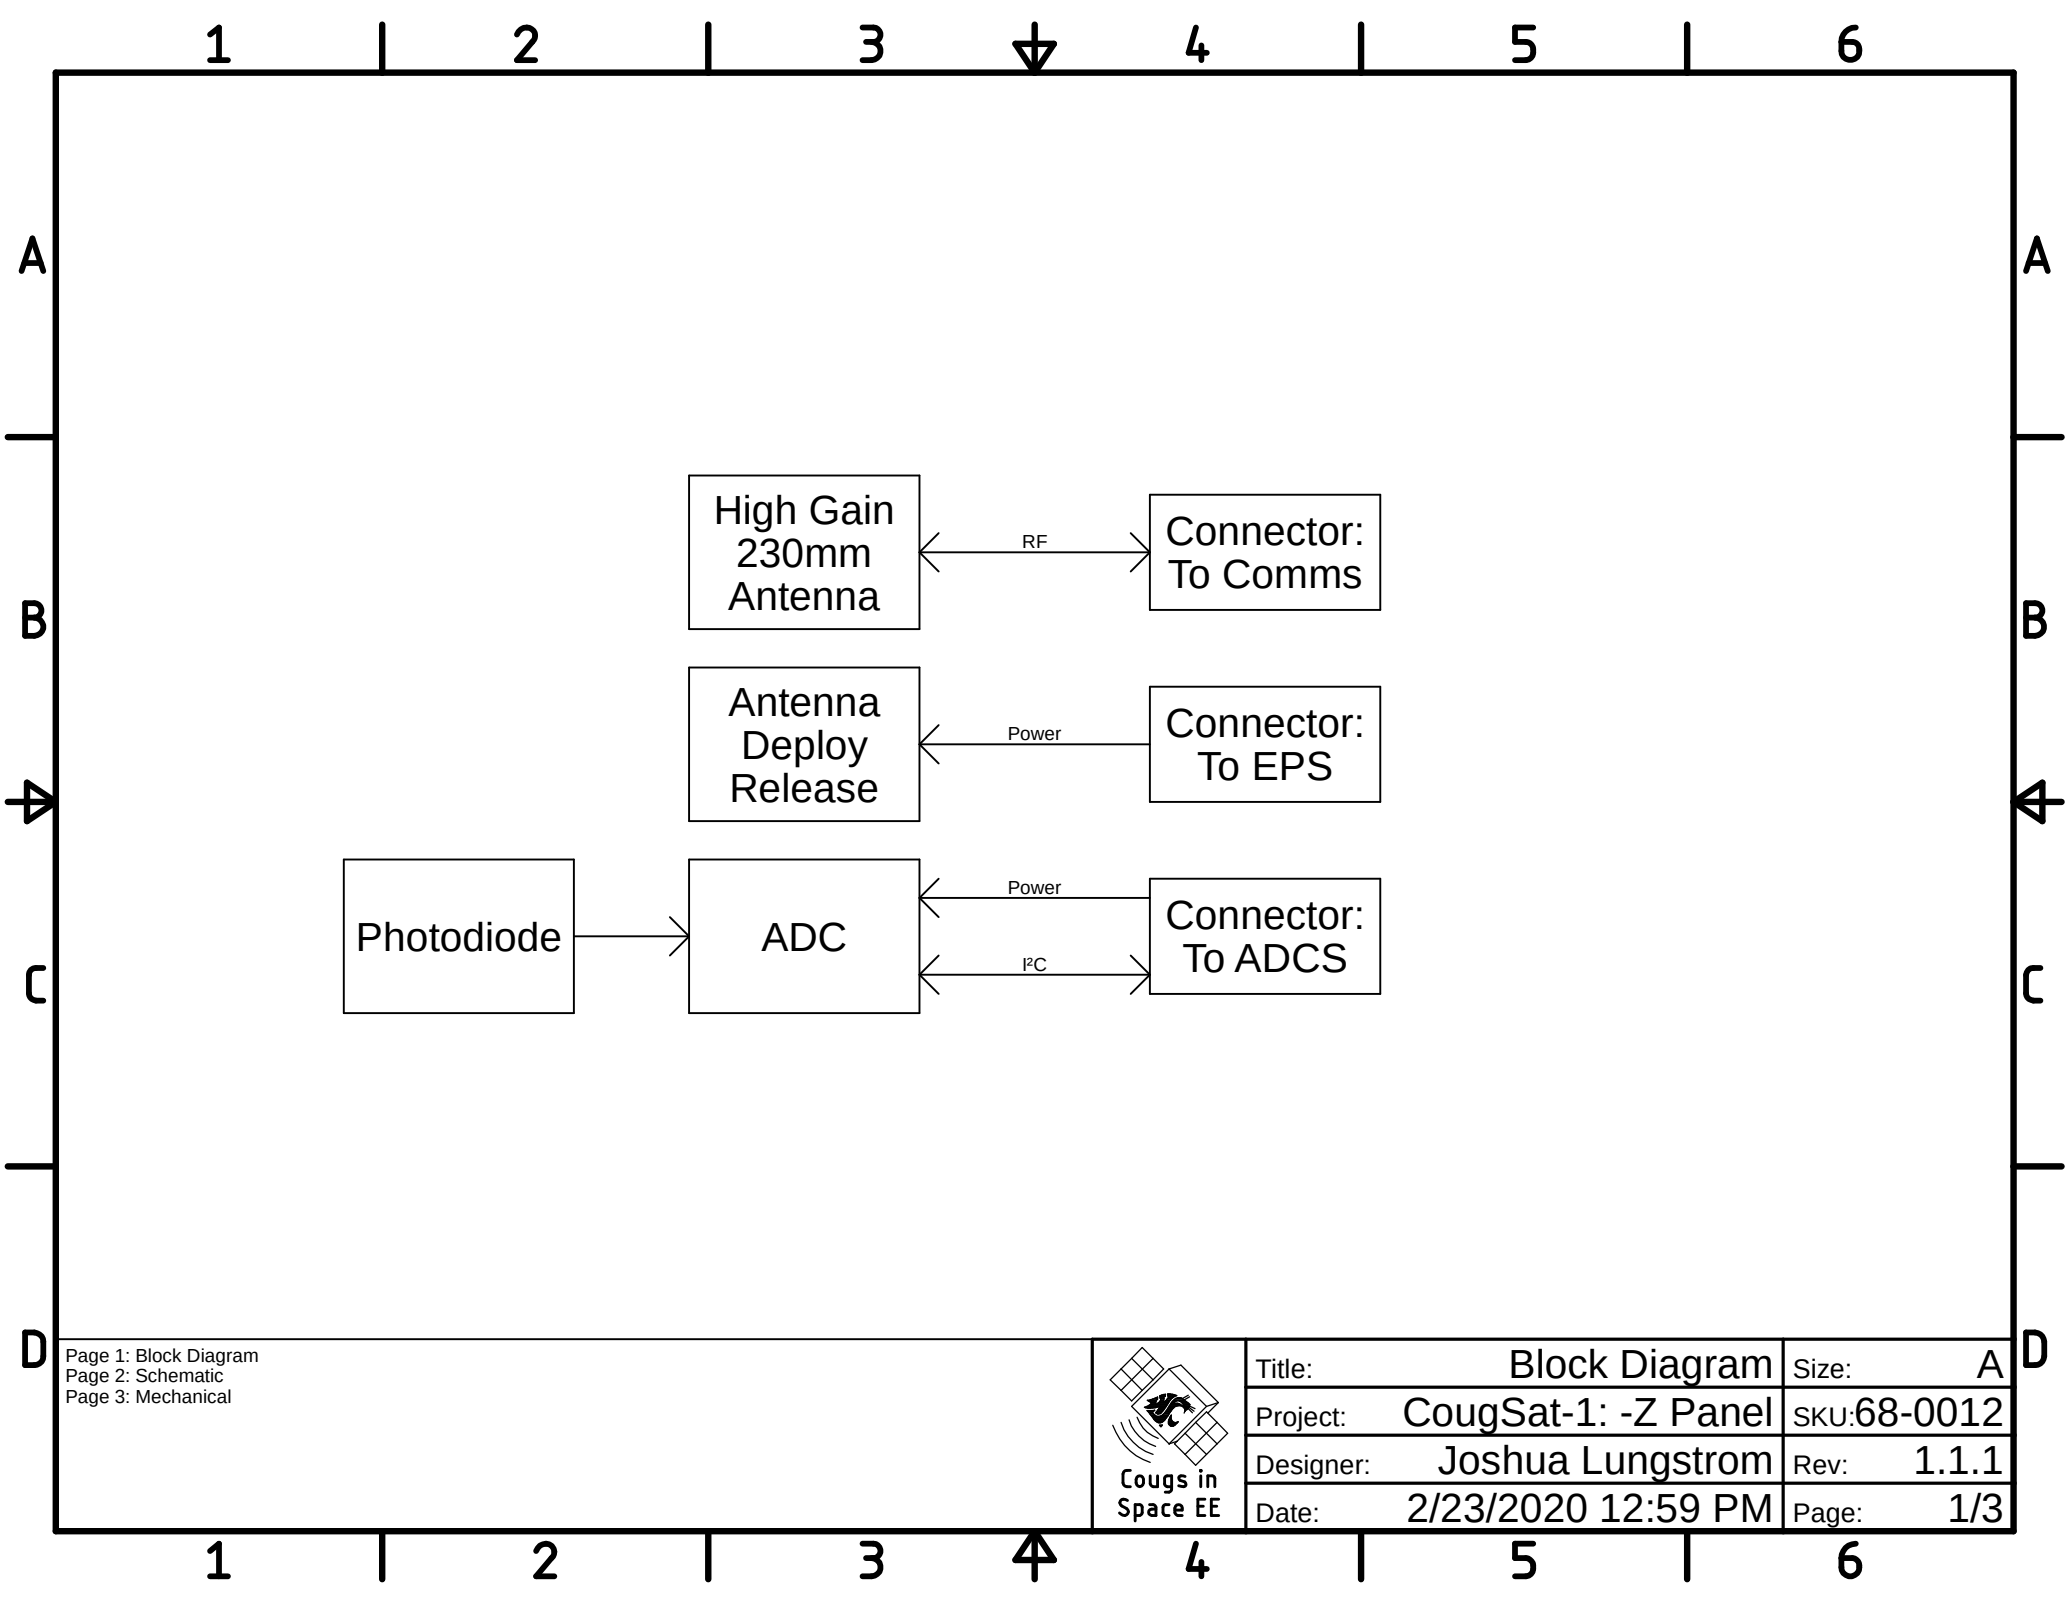 1 2 3 4 5 6
A A
High Gain
230mm
Antenna
RF
Connector:
To Comms
B B
Antenna
Deploy
Release
Power
Connector:
To EPS
Photodiode
ADC
Power
I²C
Connector:
To ADCS
C C
D D
Page 1: Block Diagram
Page 2: Schematic
Page 3: Mechanical
Cougs in
Space EE
Title: Block Diagram Size: A
Project: CougSat-1: -Z Panel SKU:68-0012
Designer: Joshua Lungstrom Rev: 1.1.1
Date: 2/23/2020 12:59 PM Page: 1/3
1 2 3 4 5 6